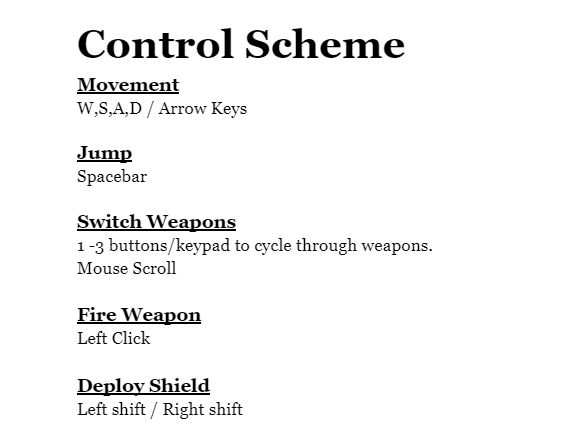 Control Scheme
Movement
W,S,A,D / Arrow Keys
Jump
Spacebar
Switch Weapons
1 -3 buttons/keypad to cycle through weapons.
Mouse Scroll
Fire Weapon
Left Click
Deploy Shield
Left shift / Right shift